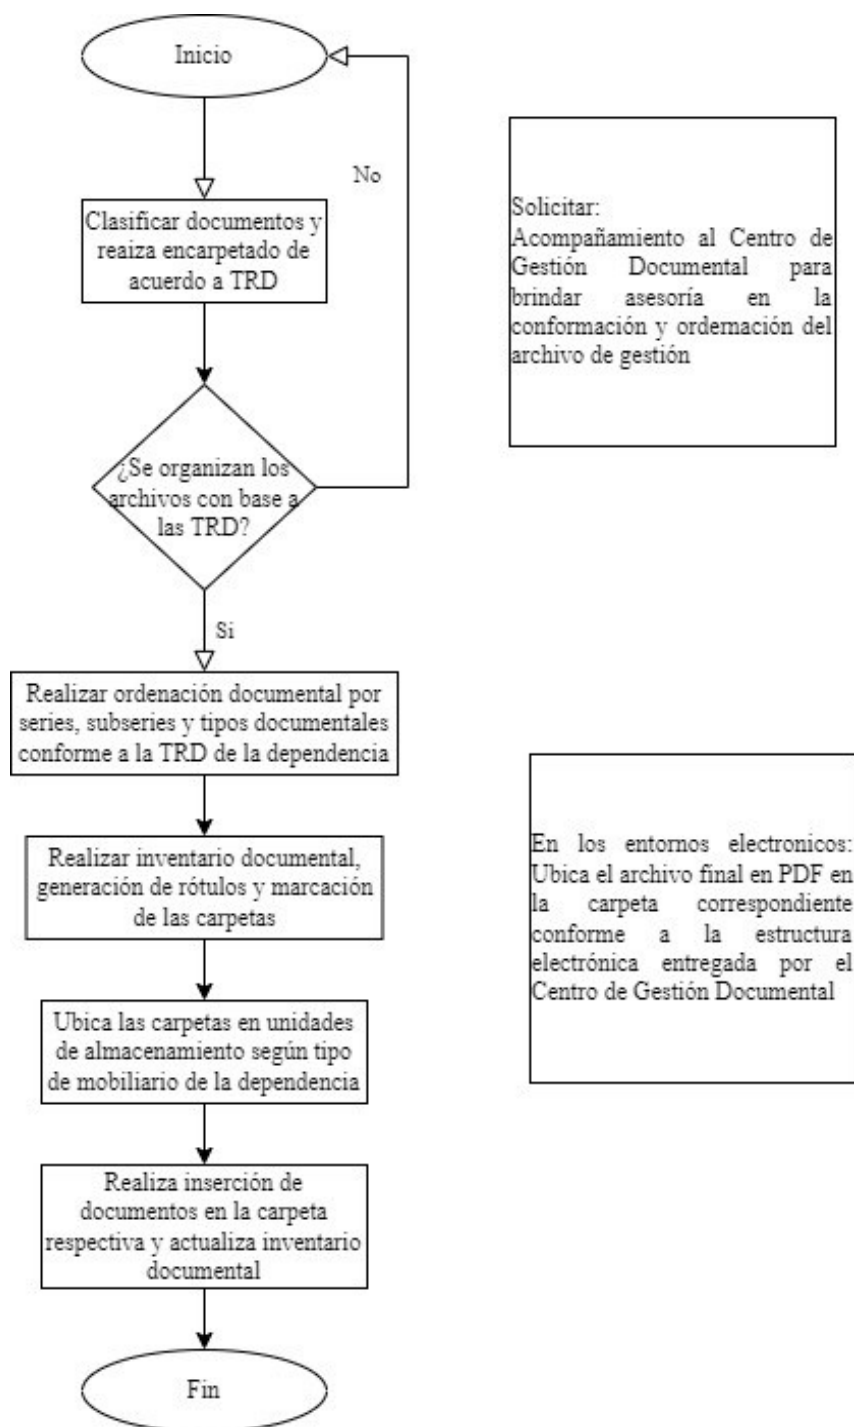 Inicio
No
Clasificar documentos y
reaiza encarpetado de
acuerdo a TRD
Solicitar:
Acompañamiento al Centro de
Gestión Documental para
brindar asesoría en la
conformación y ordernación del
archivo de gestión
¿Se organizan los
archivos con base a
las TRD?
Si
Realizar ordenación documental por
series, subseries y tipos documentales
conforme a la TRD de la dependencia
Realizar inventario documental,
generación de rótulos y marcación
de las carpetas
En los entornos electronicos:
Ubica el archivo final en PDF en
la carpeta correspondiente
conforme a la estructura
electrónica entregada por el
Centro de Gestión Documental
Ubica las carpetas en unidades
de almacenamiento según tipo
de mobiliario de la dependencia
Realiza inserción de
documentos en la carpeta
respectiva y actualiza inventario
documental
Fin